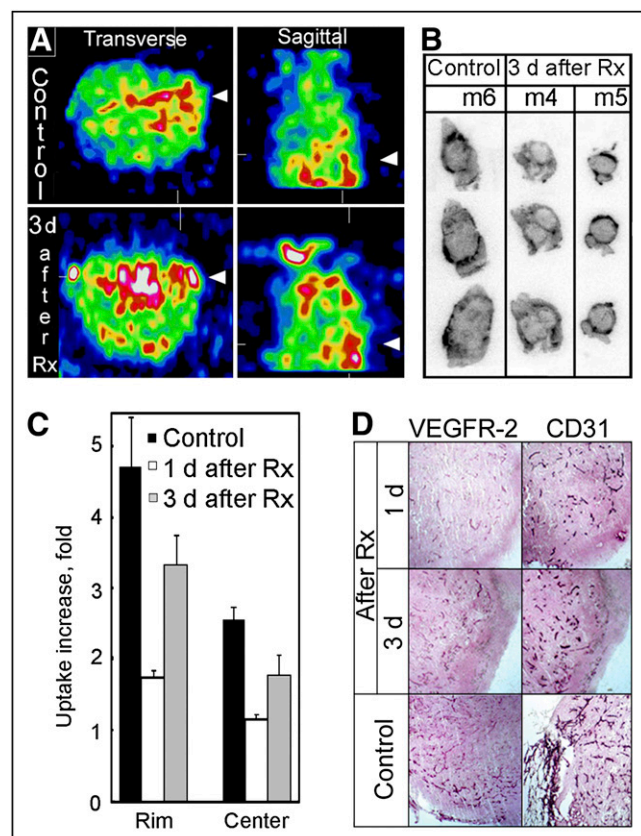 A
Transverse
Sagittal
Control
3 d after Rx
B
Control
3 d after Rx
m6
m4
m5
C
Uptake increase, fold
5
4
3
2
1
0
Control
1 d after Rx
3 d after Rx
Rim
Center
D
VEGFR-2
CD31
After Rx
1 d
3 d
Control